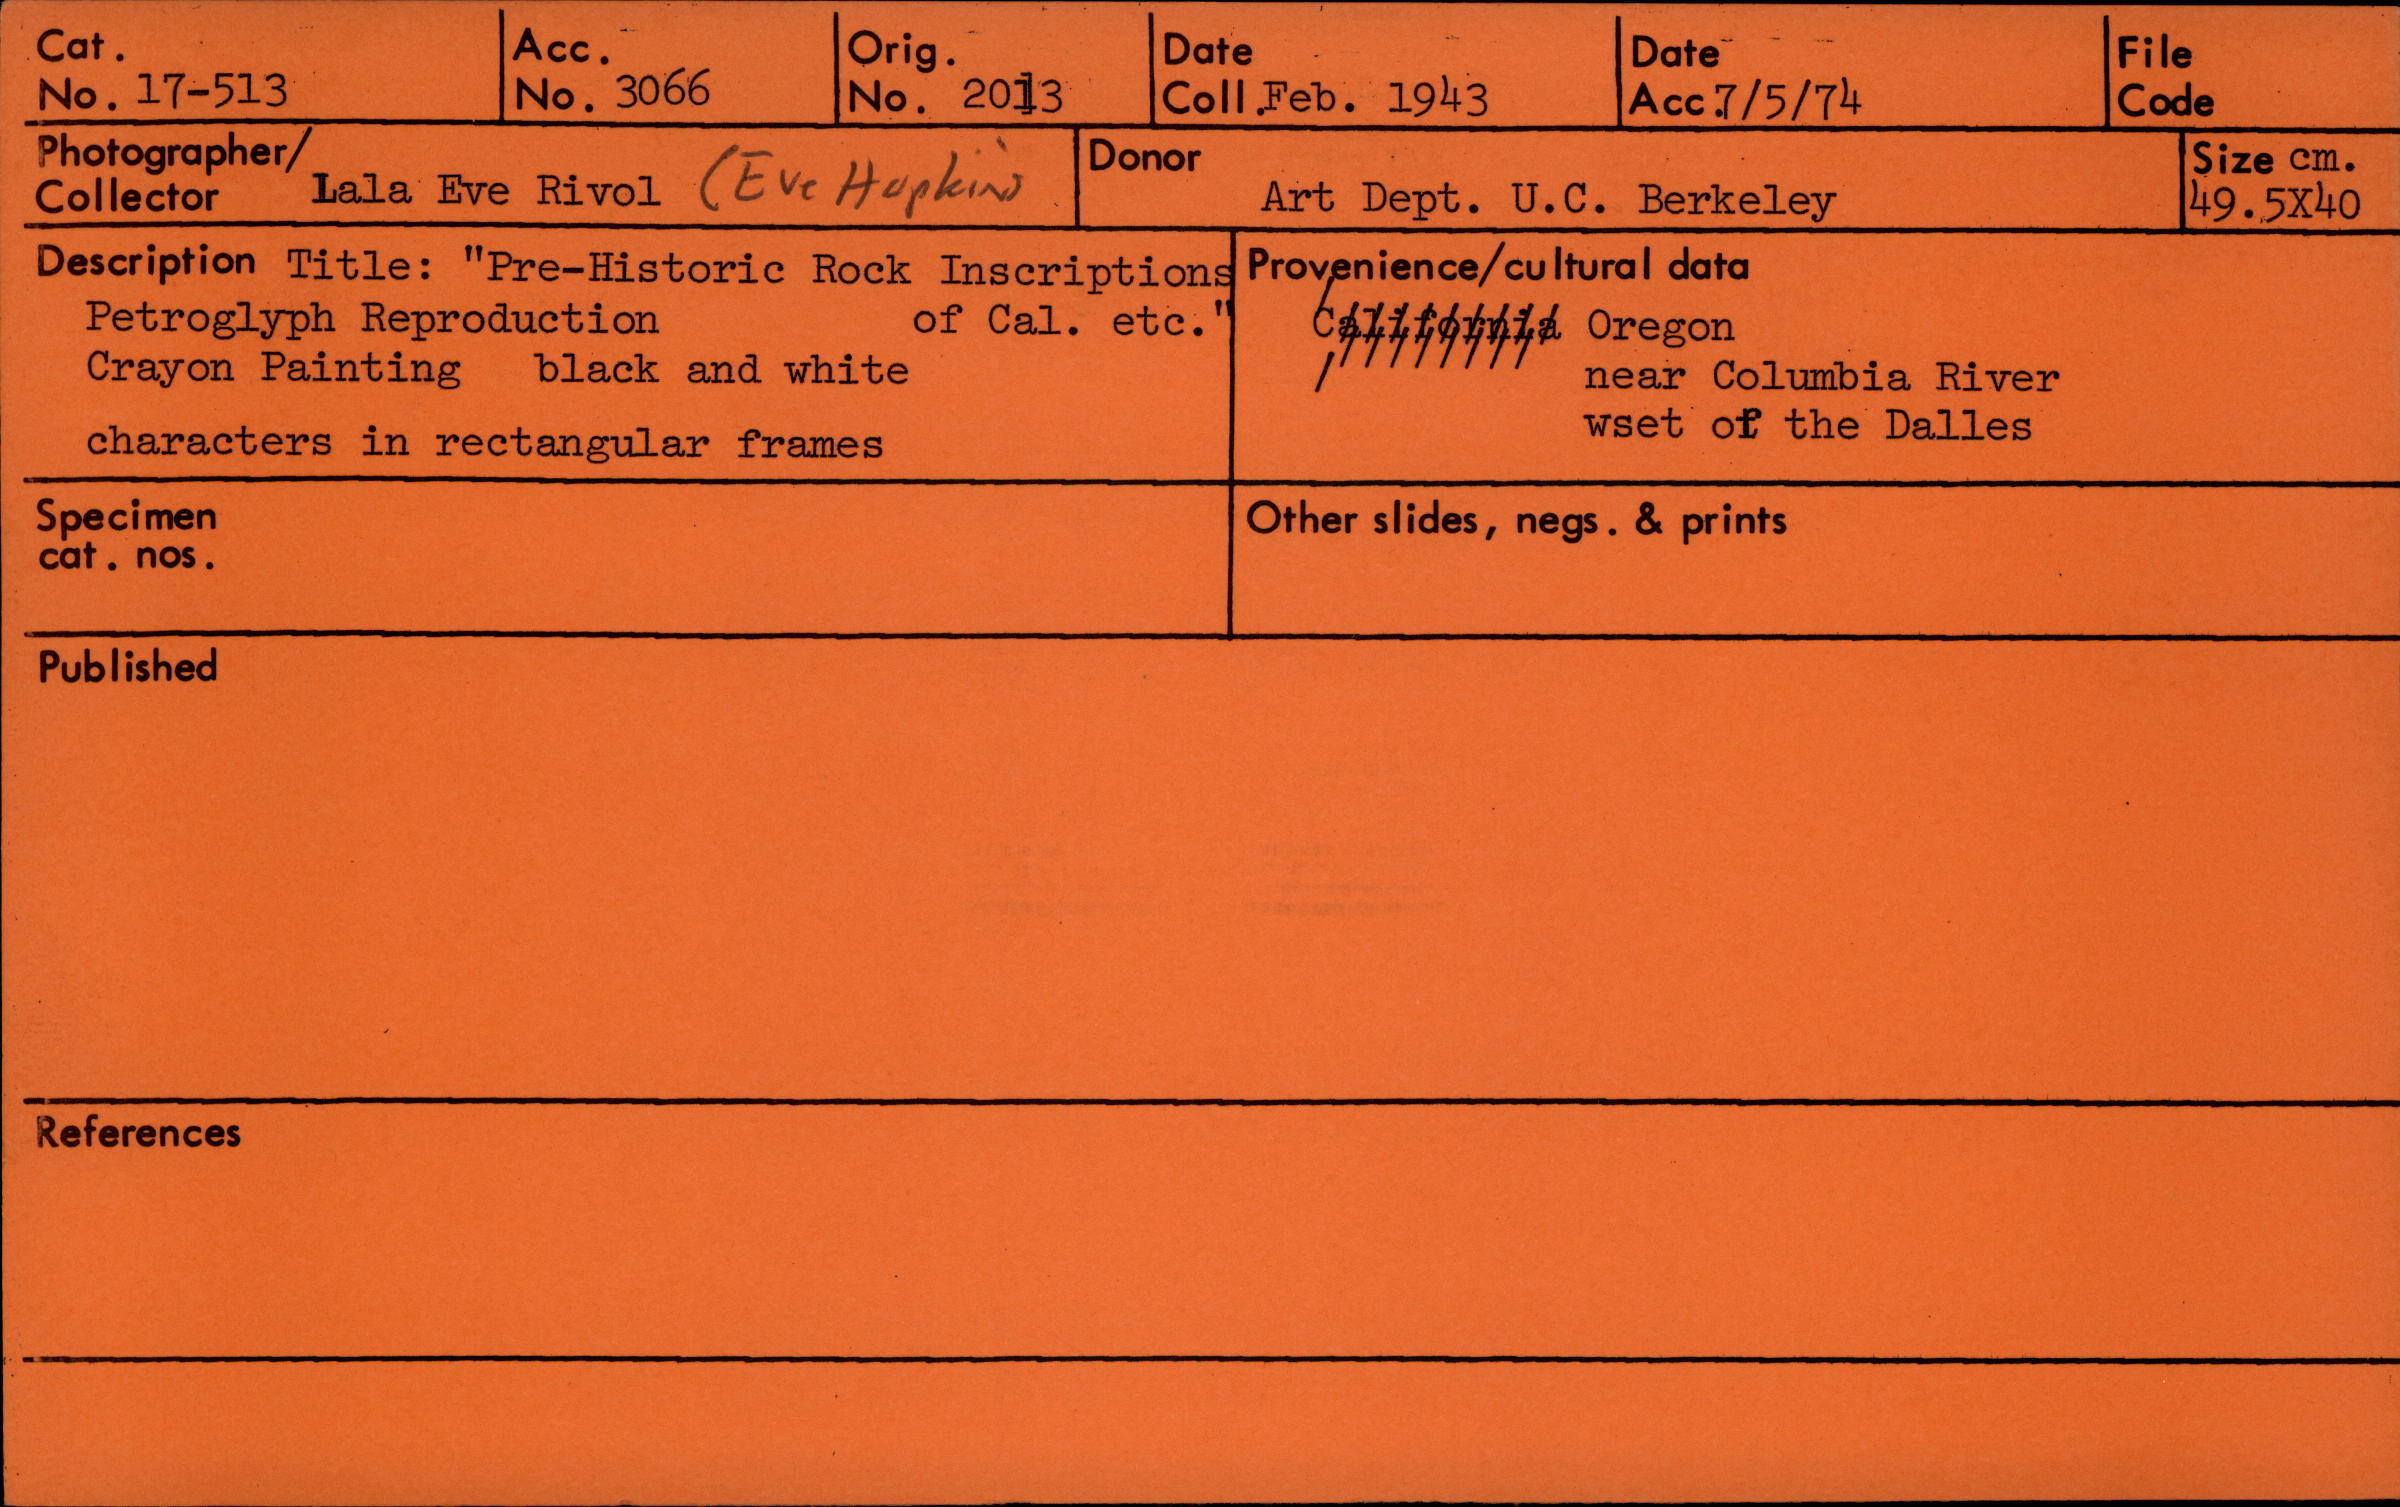 Cat. No. 17-513
Acc. No. 3066
Orig. No. 2013
Date Coll. Feb. 1943
Date Acc. 7/5/74
File Code
Photographer/ Collector Lala Eve Rivol (Eve Hopkins
Donor Art Dept. U.C. Berkeley
Size cm. 49.5X40
Description Title: "Pre-Historic Rock Inscriptions
Petroglyph Reproduction of Cal. etc."
Crayon Painting black and white
characters in rectangular frames
Provenience/cultural data
California Oregon
near Columbia River
wset of the Dalles
Specimen
cat. nos.
Other slides, negs. & prints
Published
References